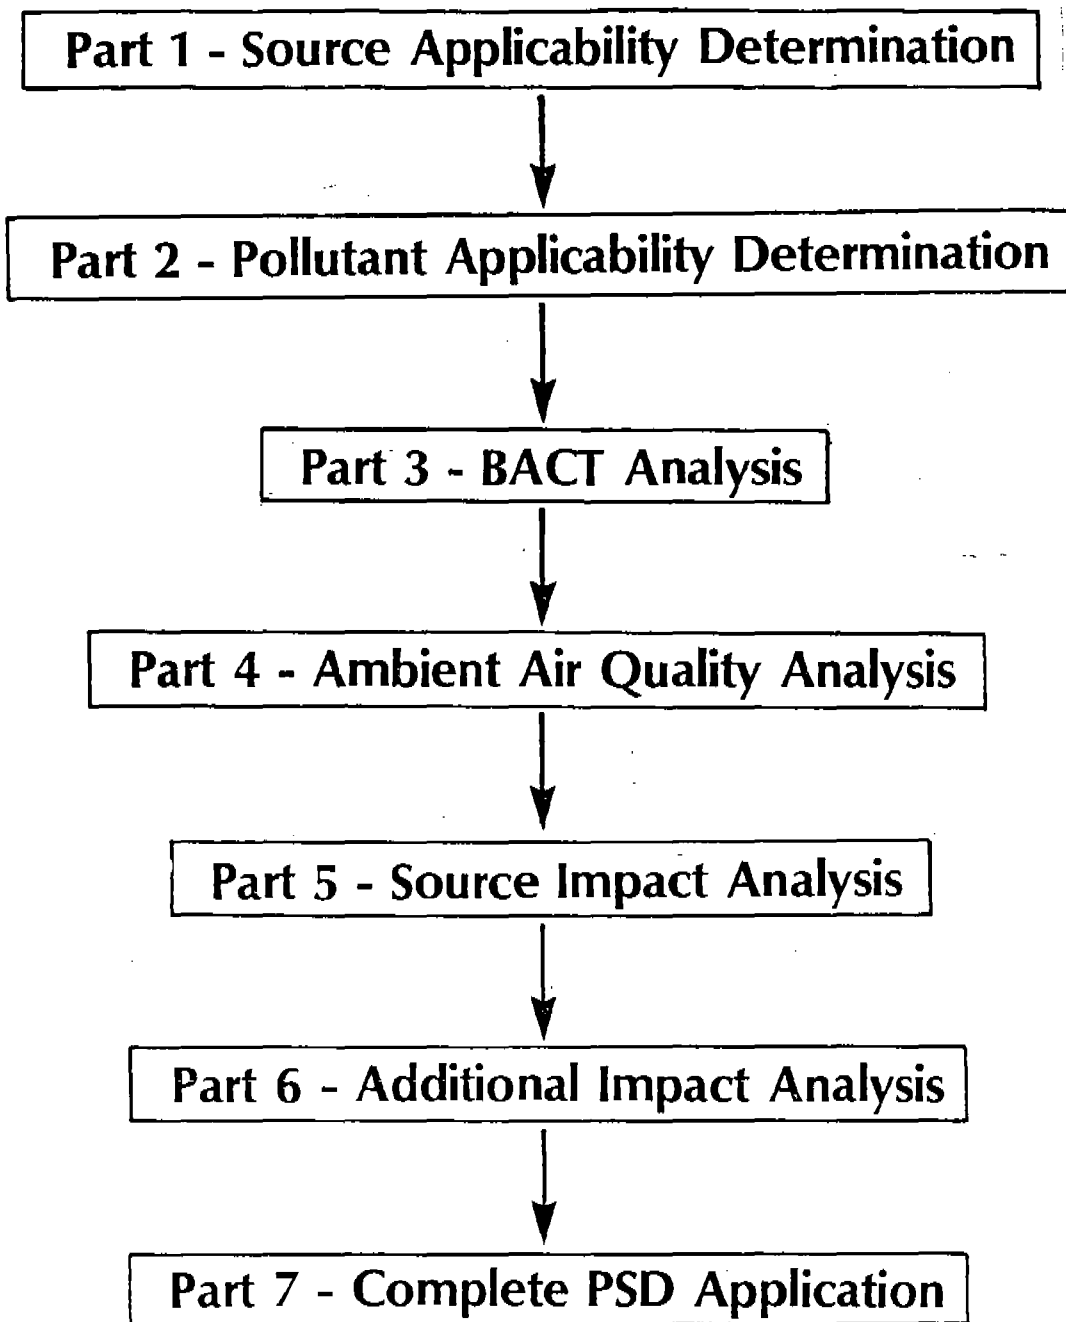 Part 1 - Source Applicability Determination
Part 2 - Pollutant Applicability Determination
Part 3 - BACT Analysis
Part 4 - Ambient Air Quality Analysis
Part 5 - Source Impact Analysis
Part 6 - Additional Impact Analysis
Part 7 - Complete PSD Application